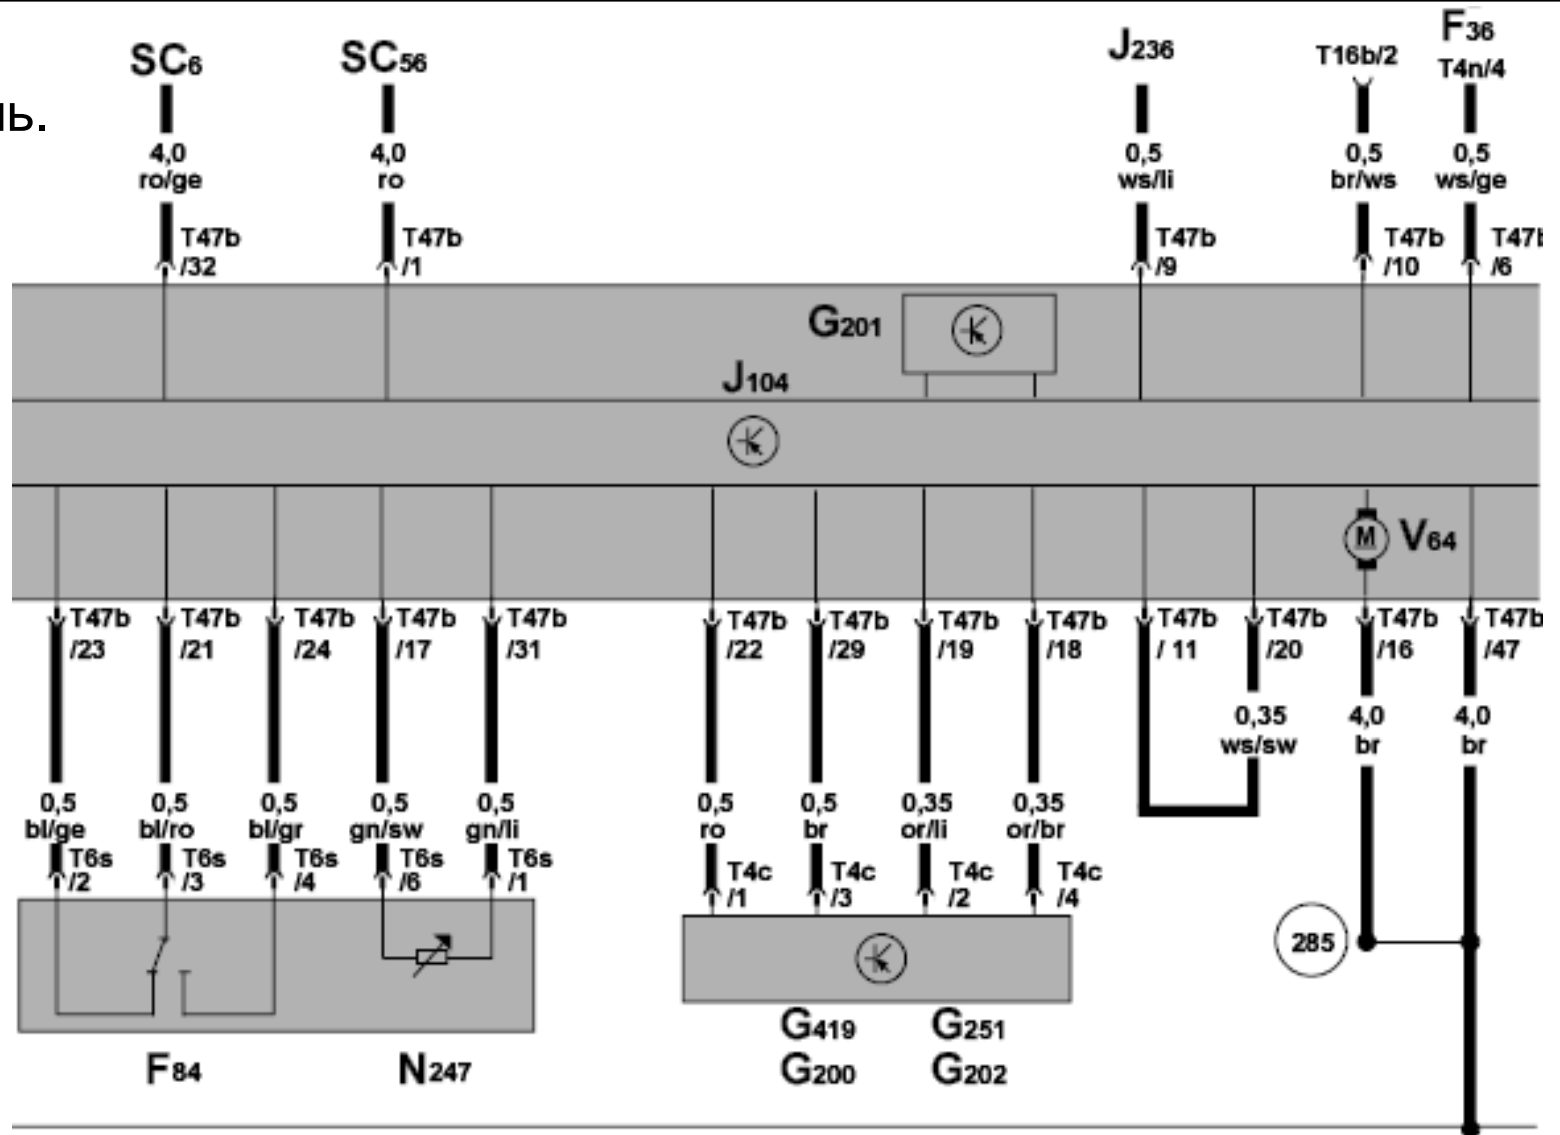 SC6 SC56 J236 T16b/2 F36
T4n/4
ль.
4,0 4,0 0,5 0,5 0,5
ro/ge ro ws/li br/ws ws/ge
T47b T47b T47b T47b T47b
/32 /1 /9 /10 /6
G201
J104
M V64
T47b T47b T47b T47b T47b T47b T47b T47b T47b T47b T47b T47b T47b
/23 /21 /24 /17 /31 /22 /29 /19 /18 / 11 /20 /16 /47
0,35 4,0 4,0
ws/sw br br
0,5 0,5 0,5 0,5 0,5 0,5 0,5 0,35 0,35
bl/ge bl/ro bl/gr gn/sw gn/li ro br or/li or/br
T6s T6s T6s T6s T6s T4c T4c T4c T4c
/2 /3 /4 /6 /1 /1 /3 /2 /4
285
G419 G251
F84 N247 G200 G202